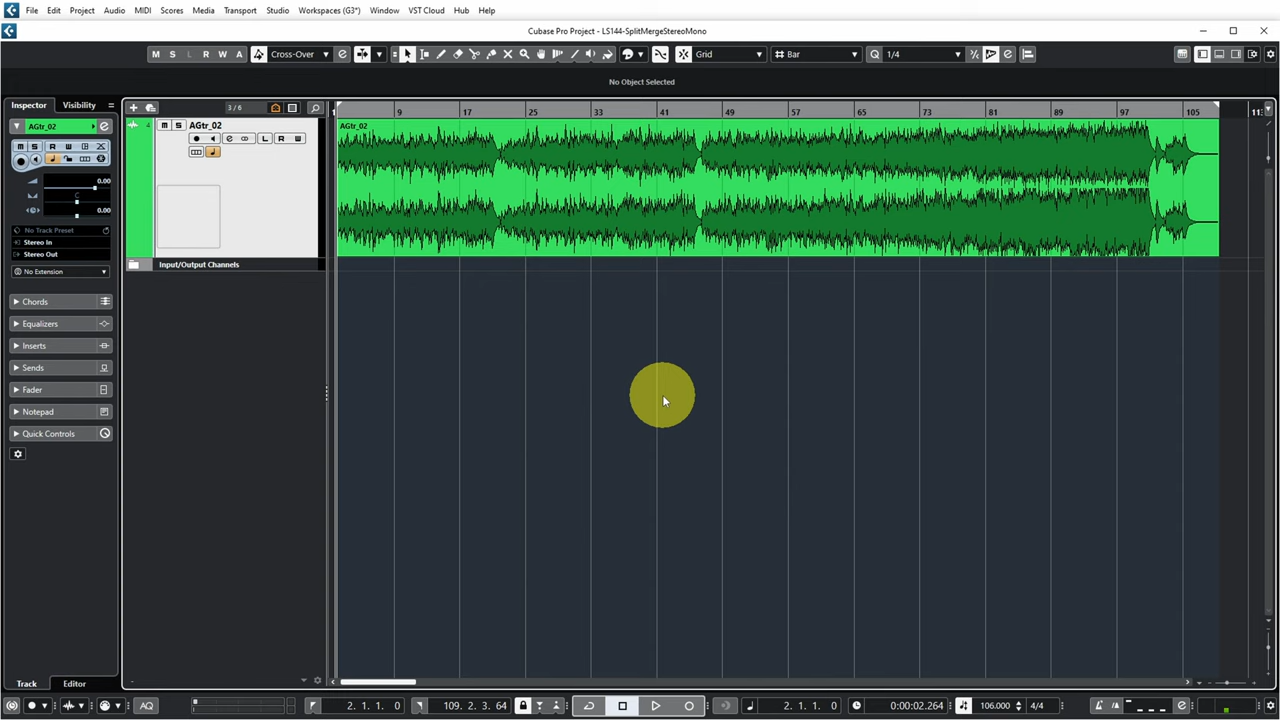 File Edit Project Audio MIDI Scores Media Transport Studio Workspaces (G3*) Window VST Cloud Hub Help
Cubase Pro Project - LS144-SplitMergeStereoMono
M S L R W A Cross-Over Grid Bar Q 1/4
No Object Selected
Inspector Visibility 3/6 1 9 17 25 33 41 49 57 65 73 81 89 97 105
AGtr_02
M S R W
0.00
C
0.00
No Track Preset
Stereo In
Stereo Out
No Extension
Chords
Equalizers
Inserts
Sends
Fader
Notepad
Quick Controls
4 M S AGtr_02
L R W
Input/Output Channels
AGtr_02
Track Editor
AQ 2. 1. 1. 0 109. 2. 3. 64 2. 1. 1. 0 0:00:02.264 106.000 4/4